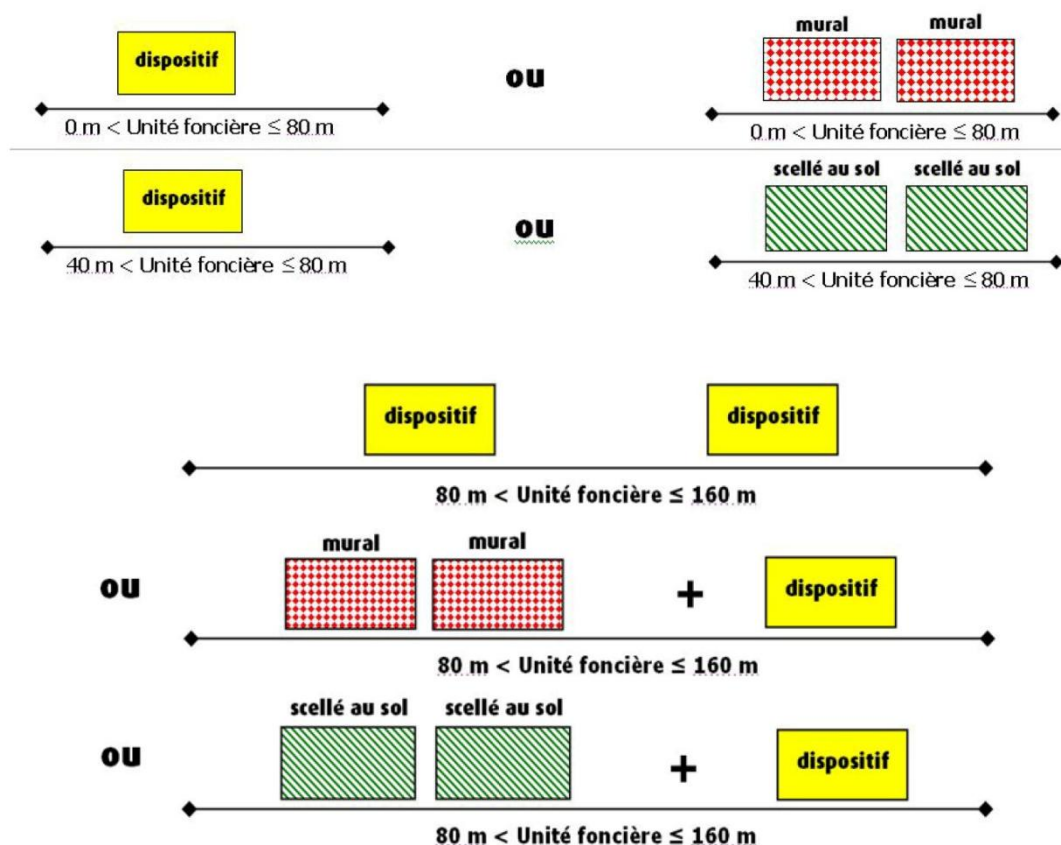 mural mural
dispositif ou
0 m < Unité foncière ≤ 80 m 0 m < Unité foncière ≤ 80 m
scellé au sol scellé au sol
dispositif ou
40 m < Unité foncière ≤ 80 m 40 m < Unité foncière ≤ 80 m
dispositif dispositif
80 m < Unité foncière ≤ 160 m
mural mural
ou + dispositif
80 m < Unité foncière ≤ 160 m
scellé au sol scellé au sol
ou + dispositif
80 m < Unité foncière ≤ 160 m